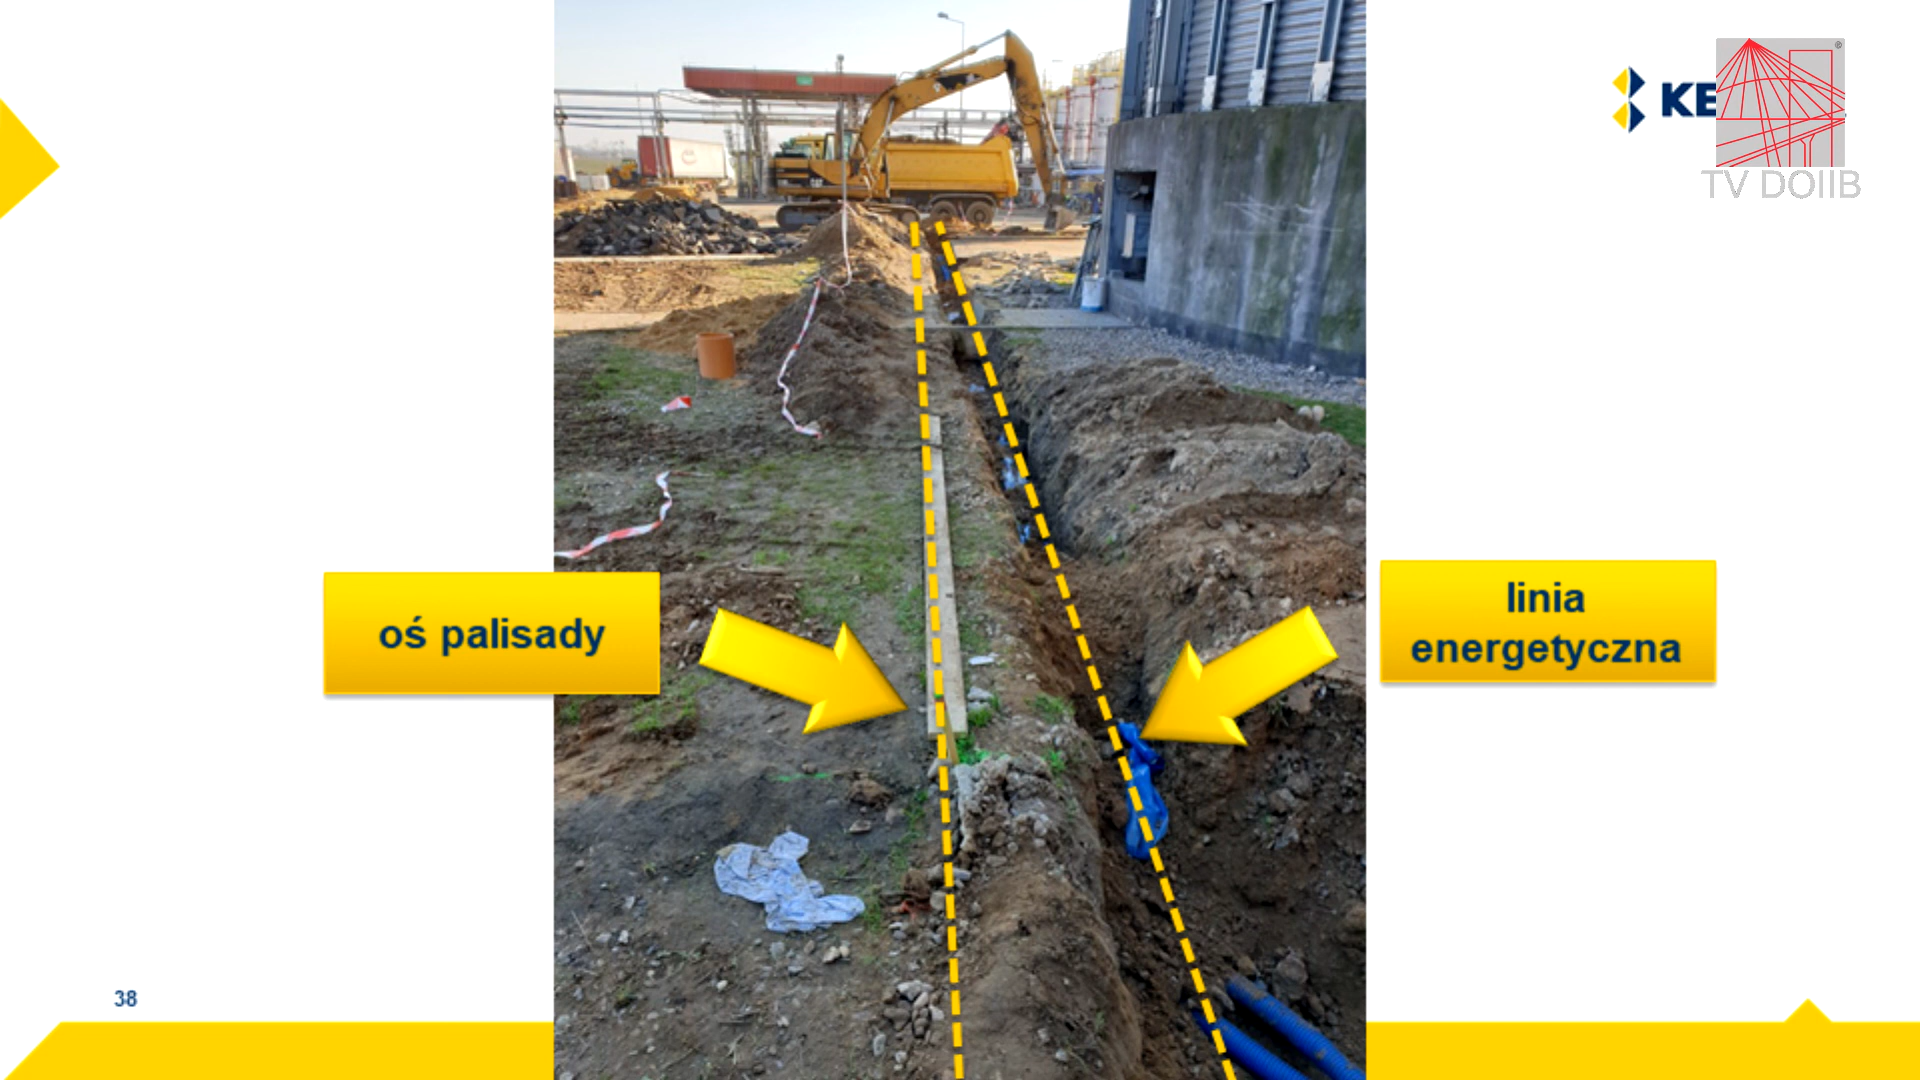 KE
®
TV DOIIB
oś palisady
linia
energetyczna
38